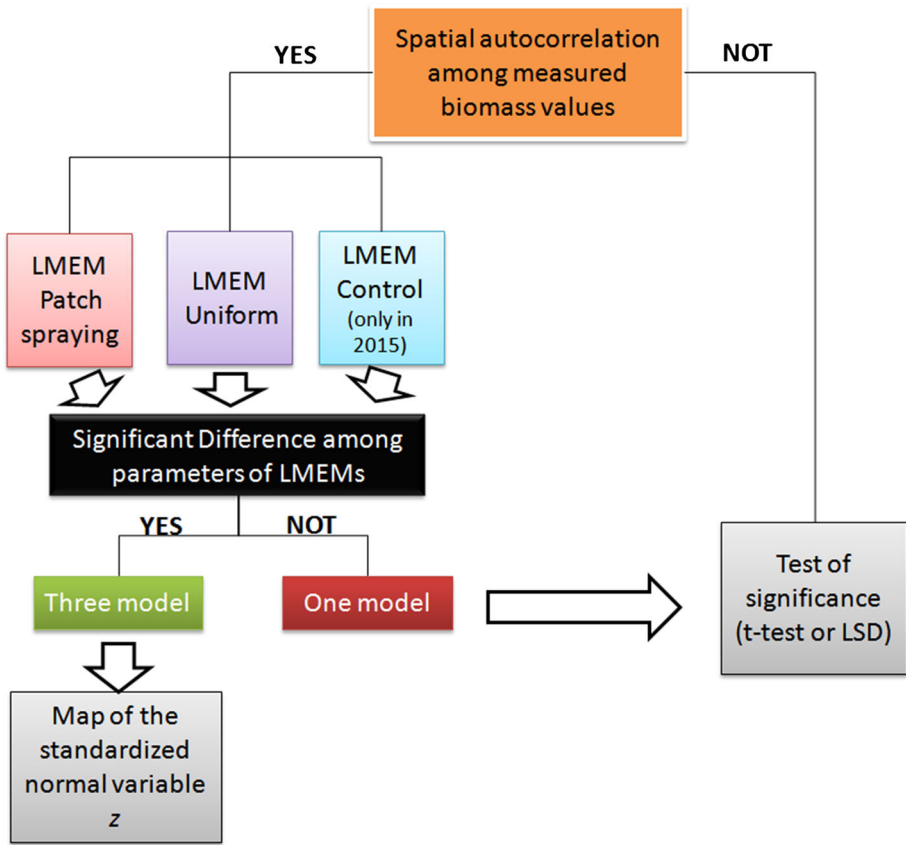 Spatial autocorrelation
among measured
biomass values
YES
NOT
LMEM
Patch
spraying
LMEM
Uniform
LMEM
Control
(only in
2015)
Significant Difference among
parameters of LMEMs
YES
NOT
Three model
One model
Test of
significance
(t-test or LSD)
Map of the
standardized
normal variable
z